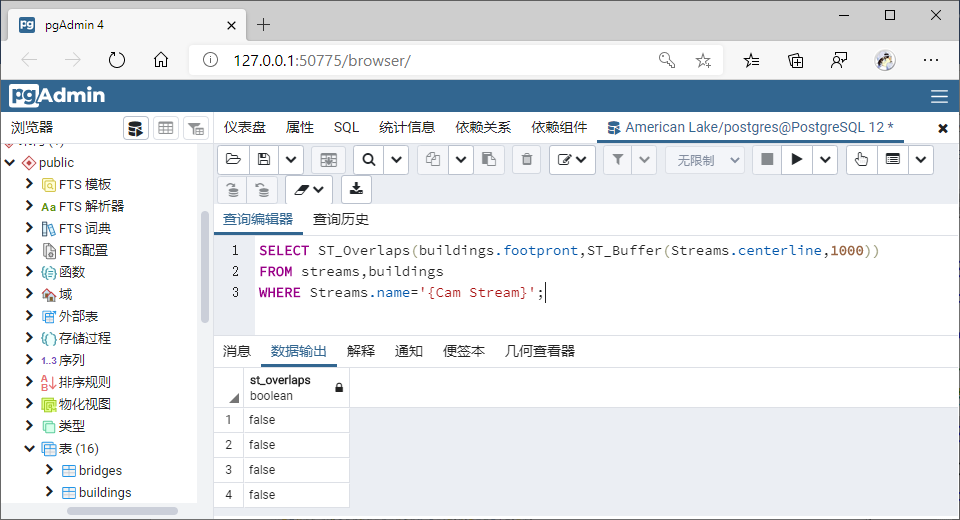 pgAdmin 4
127.0.0.1:50775/browser/
pgAdmin
浏览器
仪表盘 属性 SQL 统计信息 依赖关系 依赖组件 American Lake/postgres@PostgreSQL 12 *
public
FTS 模板
FTS 解析器
FTS 词典
FTS配置
函数
域
外部表
存储过程
1..3 序列
排序规则
物化视图
类型
表 (16)
bridges
buildings
无限制
查询编辑器 查询历史
1 SELECT ST_Overlaps(buildings.footpront,ST_Buffer(Streams.centerline,1000))
2 FROM streams,buildings
3 WHERE Streams.name='{Cam Stream}';
消息 数据输出 解释 通知 便签本 几何查看器
st_overlaps
boolean
1 false
2 false
3 false
4 false